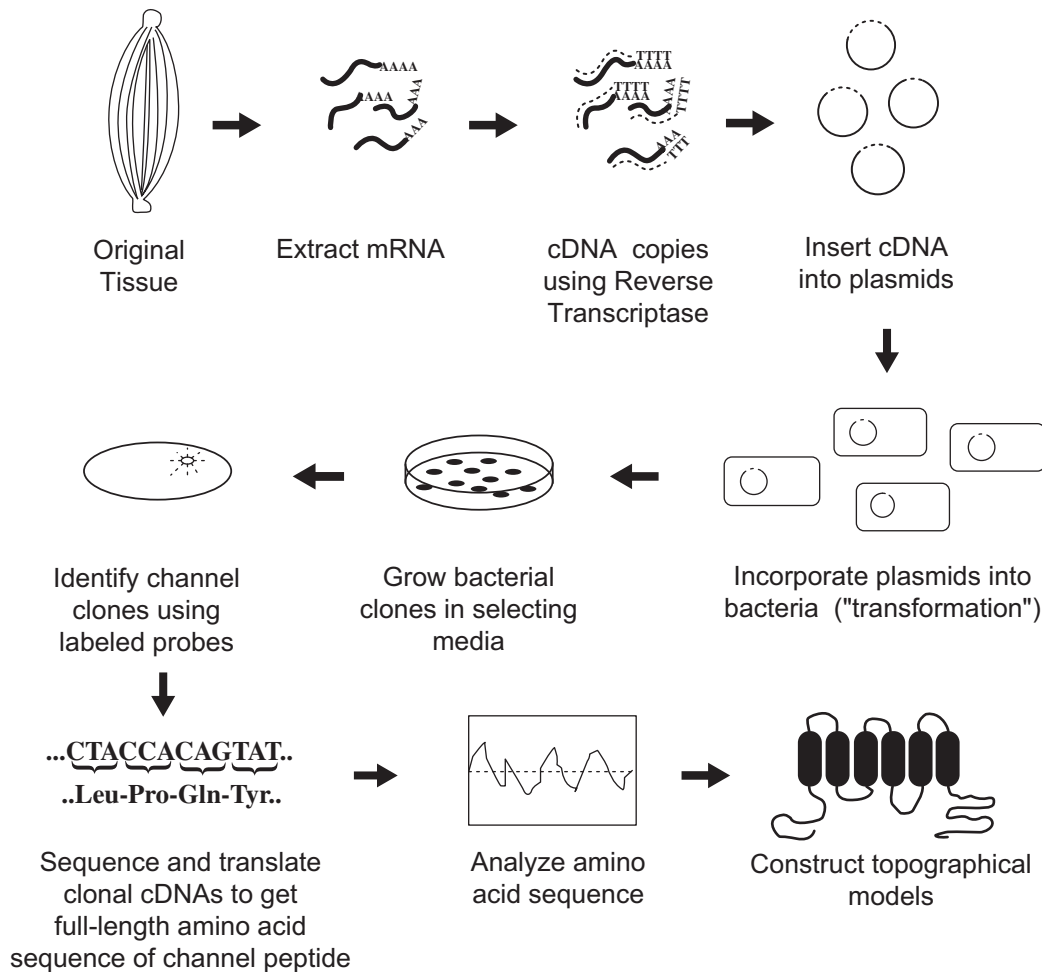 AAAA
AAAA
AAA
AAA
TTTT
AAAA
TTTT
AAAA
AAA
TTTT
AAA
TTT
Original
Tissue
Extract mRNA
cDNA copies
using Reverse
Transcriptase
Insert cDNA
into plasmids
Identify channel
clones using
labeled probes
Grow bacterial
clones in selecting
media
Incorporate plasmids into
bacteria ("transformation")
...CTACCACAGTAT..
..Leu-Pro-Gln-Tyr..
Sequence and translate
clonal cDNAs to get
full-length amino acid
sequence of channel peptide
Analyze amino
acid sequence
Construct topographical
models